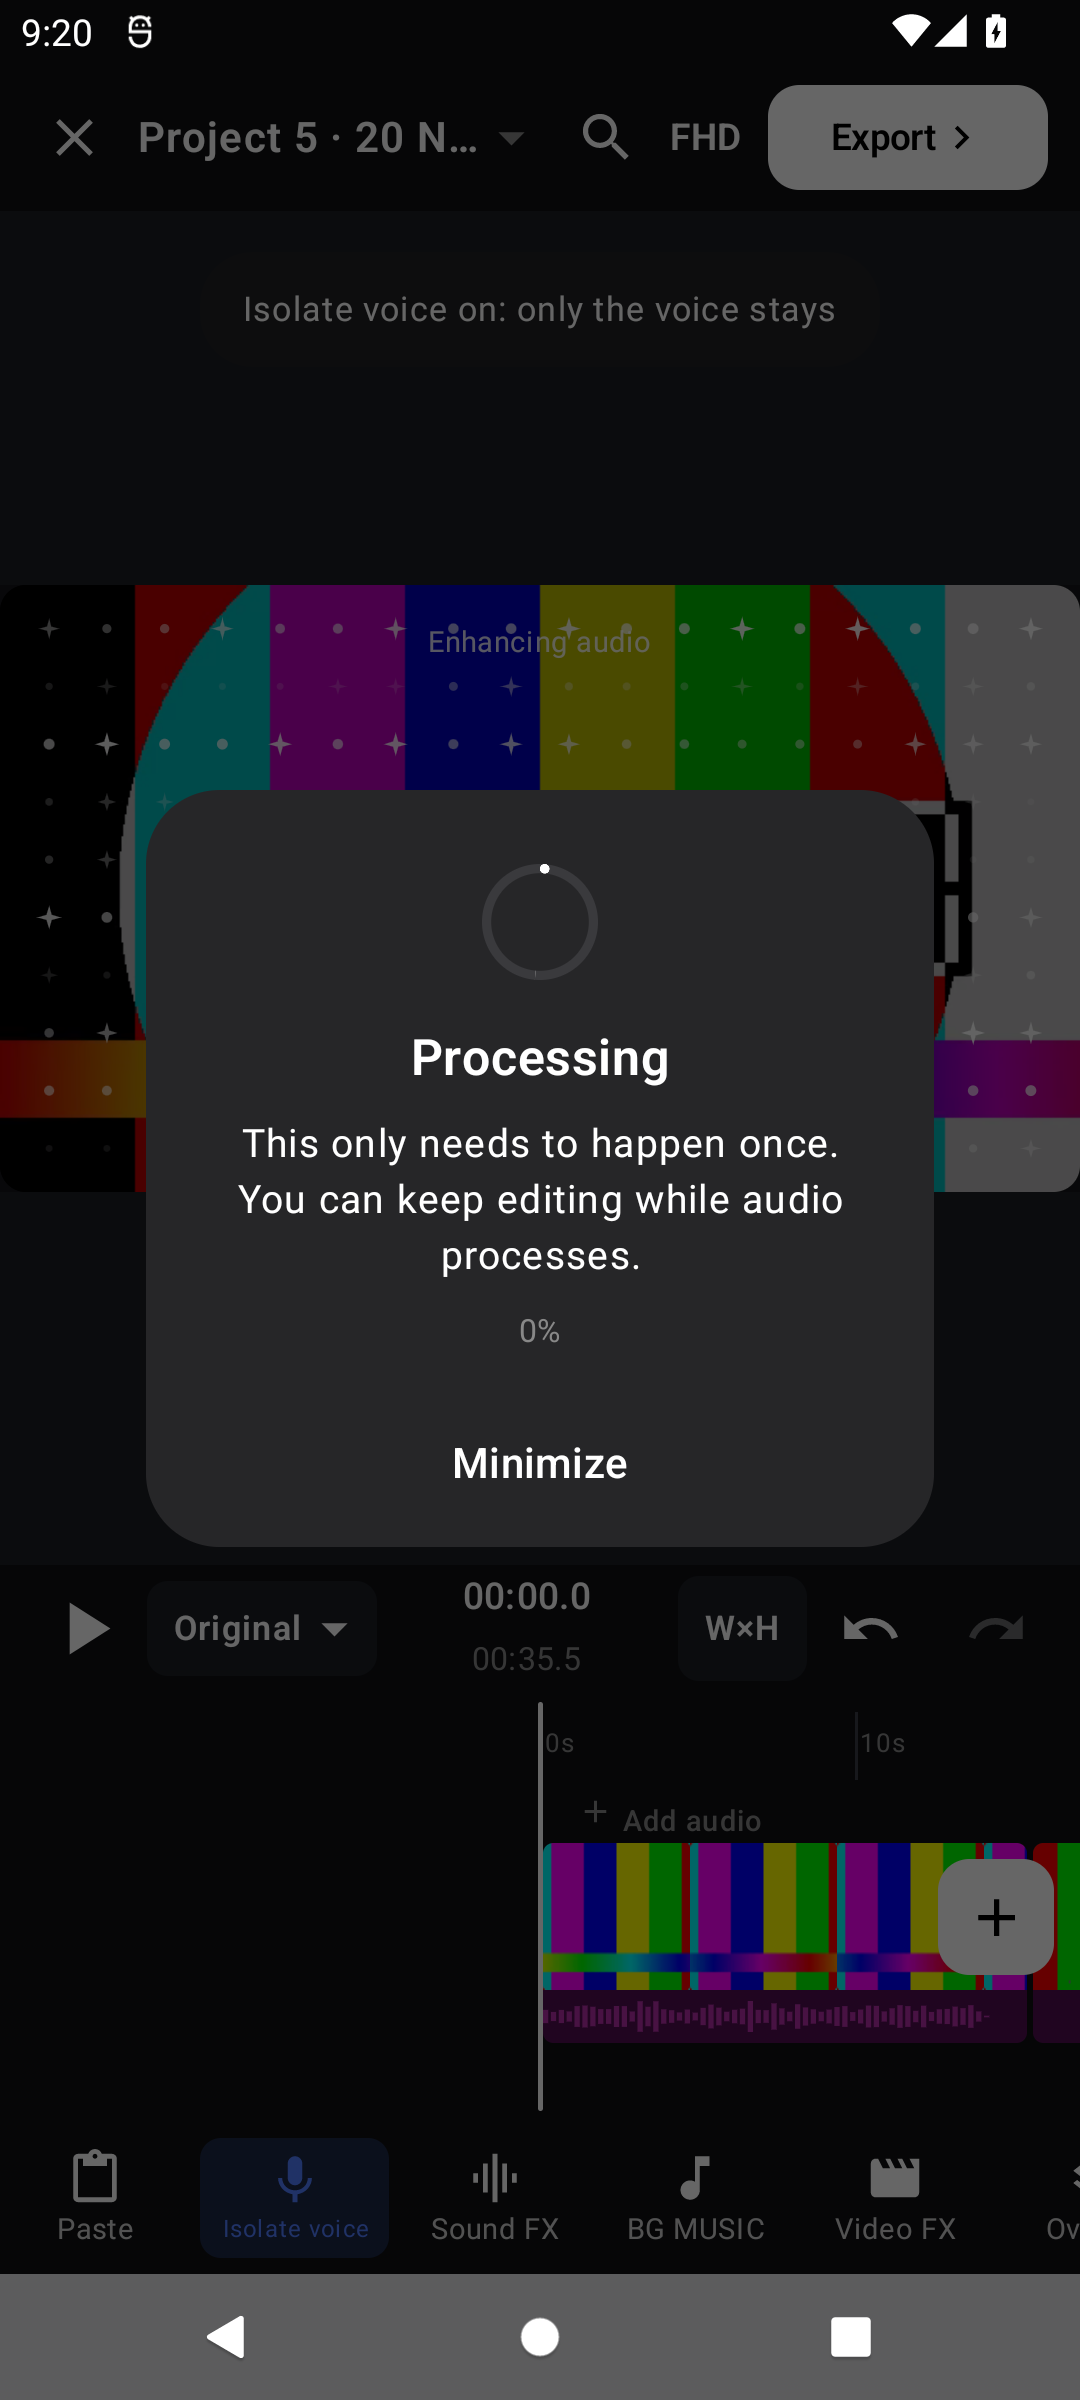 9:20
Project 5 · 20 N...
FHD
Export
Isolate voice on: only the voice stays
Enhancing audio
Processing
This only needs to happen once.
You can keep editing while audio
processes.
0%
Minimize
Original
00:00.0
00:35.5
W×H
0s
10s
Add audio
Paste
Isolate voice
Sound FX
BG MUSIC
Video FX
Ov